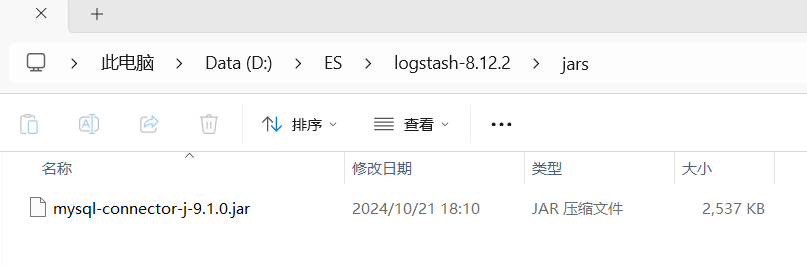 此电脑 > Data (D:) > ES > logstash-8.12.2 > jars
排序 查看
名称 修改日期 类型 大小
mysql-connector-j-9.1.0.jar 2024/10/21 18:10 JAR 压缩文件 2,537 KB